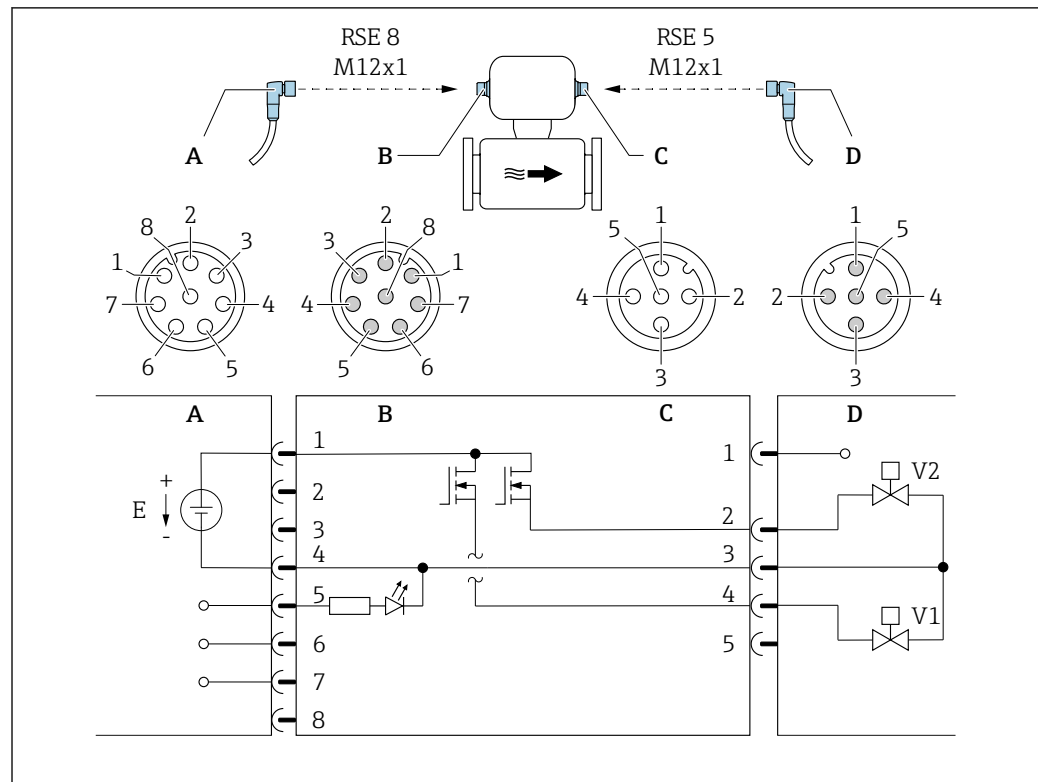 RSE 8 RSE 5
M12x1 M12x1
A B C D
2 2 1 1
8 3 3 8 5 5
1 1
7 4 4 7 4 2 2 4
6 5 5 6 3 3
A B C D
1 1
+ 2 V2
E 3 2
- 4 3
5 4
6 V1
7 5
8